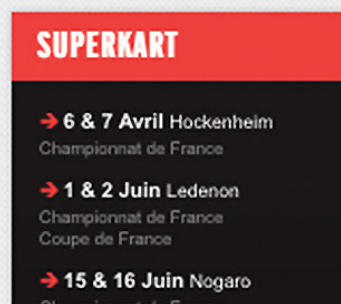 SUPERKART
➔ 6 & 7 Avril Hockenheim
Championnat de France
➔ 1 & 2 Juin Ledenon
Championnat de France
Coupe de France
➔ 15 & 16 Juin Nogaro